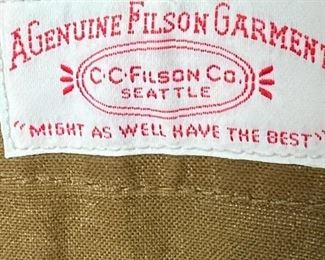 A GENUINE FILSON GARMENT
C.C. FILSON CO.
SEATTLE
"MIGHT AS WELL HAVE THE BEST"